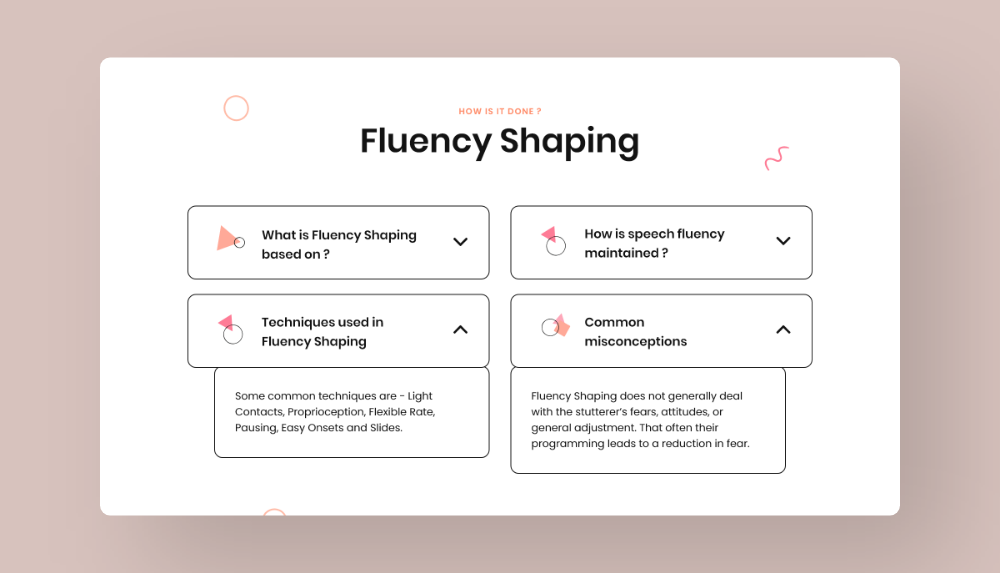 HOW IS IT DONE ?
Fluency Shaping
What is Fluency Shaping
based on ?
How is speech fluency
maintained ?
Techniques used in
Fluency Shaping
Common
misconceptions
Some common techniques are - Light
Contacts, Proprioception, Flexible Rate,
Pausing, Easy Onsets and Slides.
Fluency Shaping does not generally deal
with the stutterer’s fears, attitudes, or
general adjustment. That often their
programming leads to a reduction in fear.